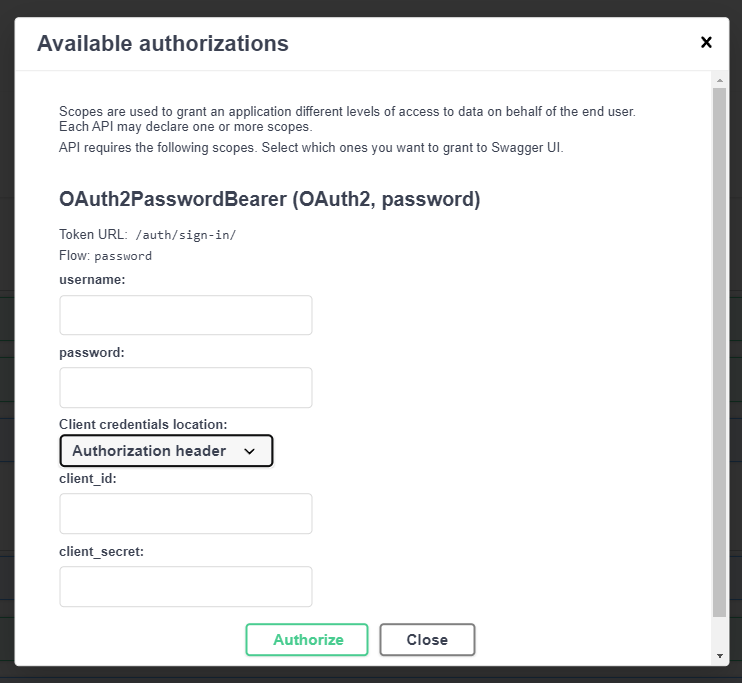 Available authorizations
Scopes are used to grant an application different levels of access to data on behalf of the end user.
Each API may declare one or more scopes.
API requires the following scopes. Select which ones you want to grant to Swagger UI.
OAuth2PasswordBearer (OAuth2, password)
Token URL: /auth/sign-in/
Flow: password
username:
password:
Client credentials location:
Authorization header
client_id:
client_secret:
Authorize Close